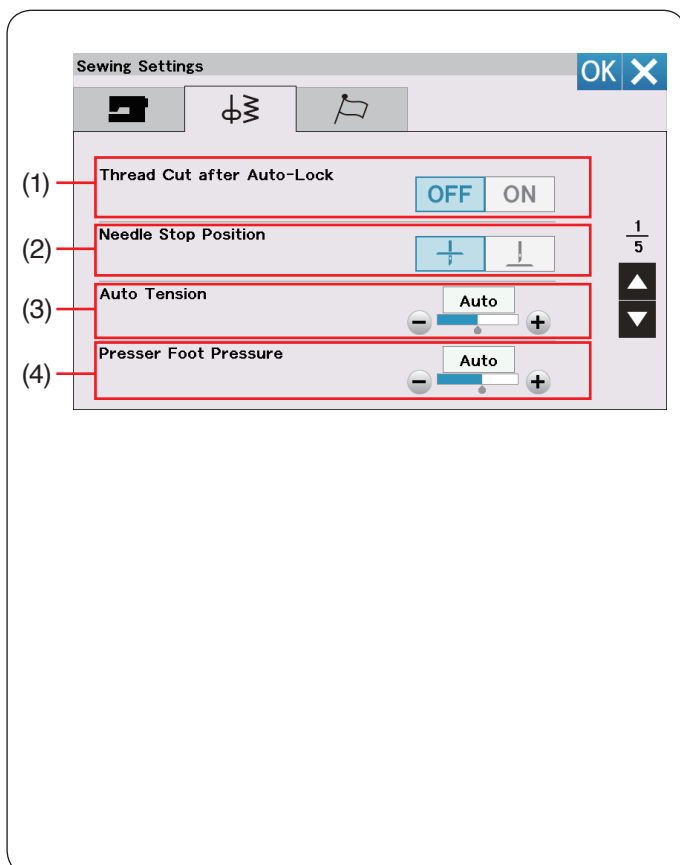 Sewing Settings
OK
(1)
Thread Cut after Auto-Lock
OFF ON
(2)
Needle Stop Position
1
5
(3)
Auto Tension
Auto
(4)
Presser Foot Pressure
Auto